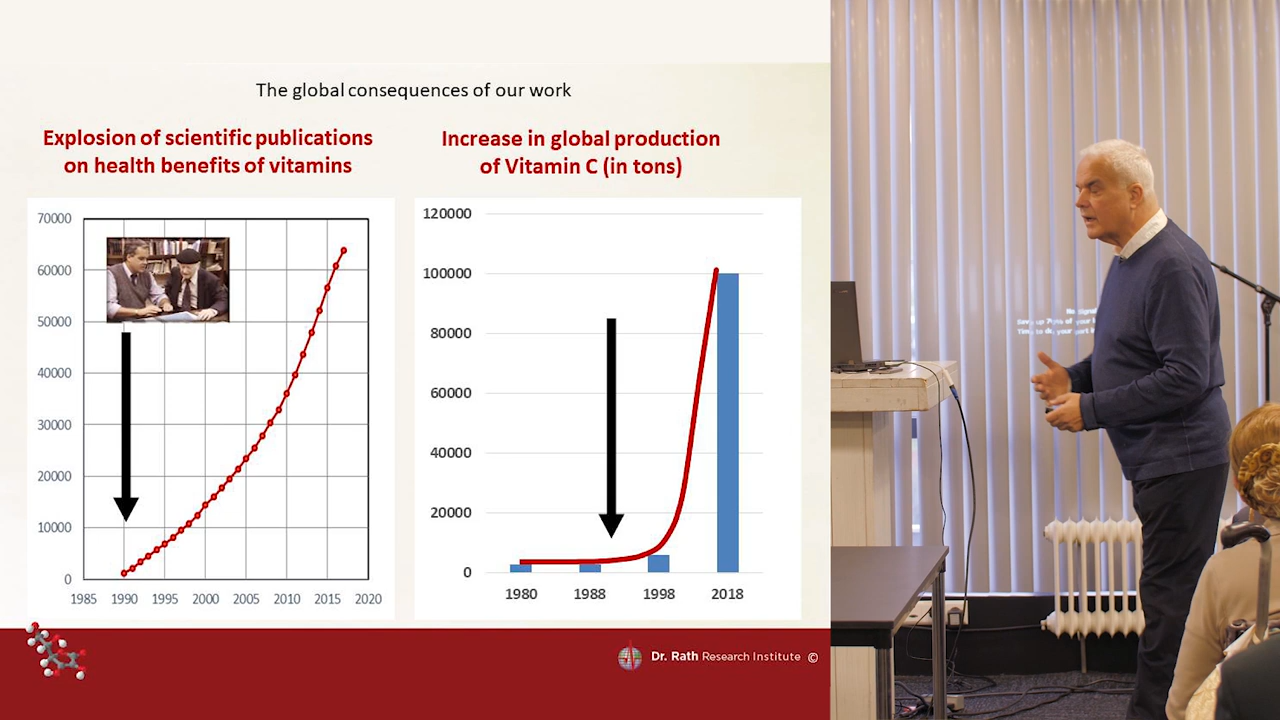 The global consequences of our work
Explosion of scientific publications
on health benefits of vitamins
70000
60000
50000
40000
30000
20000
10000
0
1985 1990 1995 2000 2005 2010 2015 2020
Increase in global production
of Vitamin C (in tons)
120000
100000
80000
60000
40000
20000
0
1980 1988 1998 2018
Dr. Rath Research Institute ©
No Signal